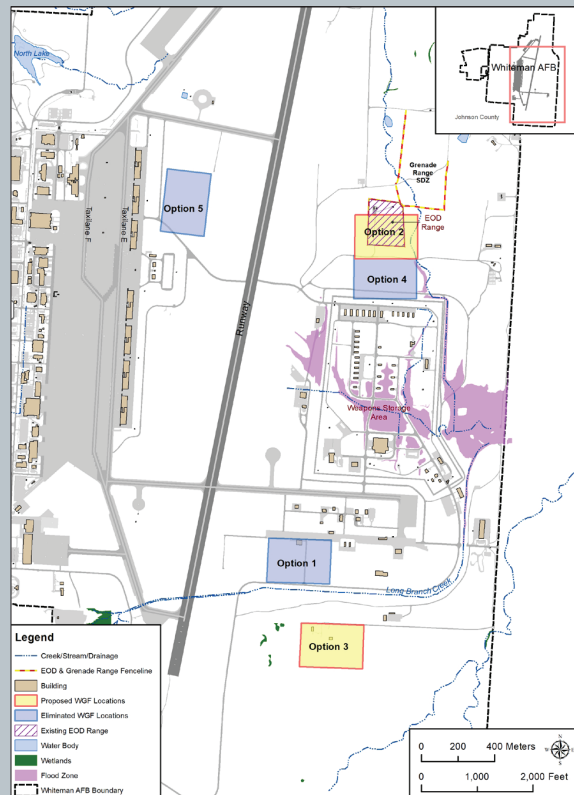 North Lake
Whiteman AFB
Johnson County
Grenade
Range
SDZ
EOD
Range
Option 5
Option 2
Option 4
Taxilane F
Taxilane E
Runway
Weapons Storage
Area
Option 1
Long Branch Creek
Option 3
Legend
Creek/Stream/Drainage
EOD & Grenade Range Fenceline
Building
Proposed WGF Locations
Eliminated WGF Locations
Existing EOD Range
Water Body
Wetlands
Flood Zone
Whiteman AFB Boundary
N
W E
S
0 200 400 Meters
0 1,000 2,000 Feet